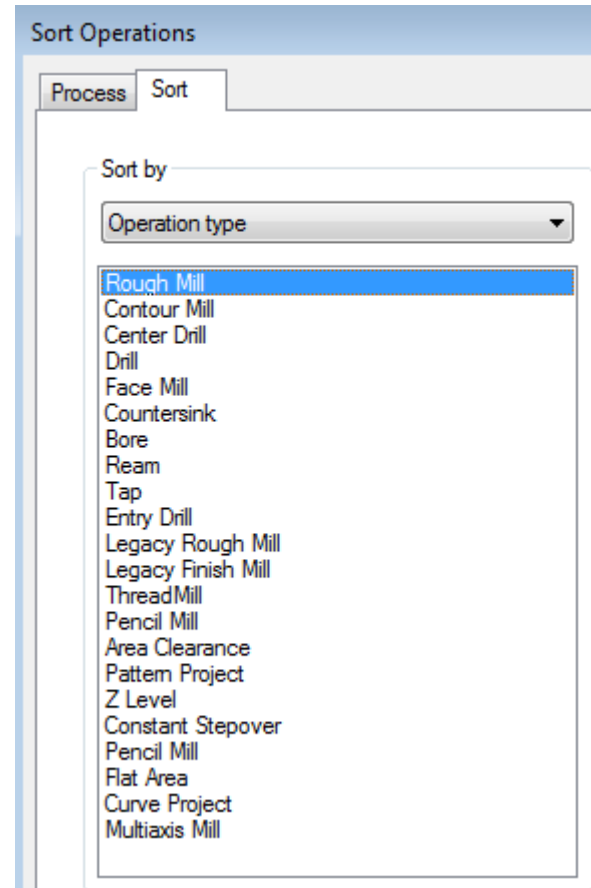 Sort Operations
Process Sort
Sort by
Operation type
Rough Mill
Contour Mill
Center Drill
Drill
Face Mill
Countersink
Bore
Ream
Tap
Entry Drill
Legacy Rough Mill
Legacy Finish Mill
ThreadMill
Pencil Mill
Area Clearance
Pattern Project
Z Level
Constant Stepover
Pencil Mill
Flat Area
Curve Project
Multiaxis Mill